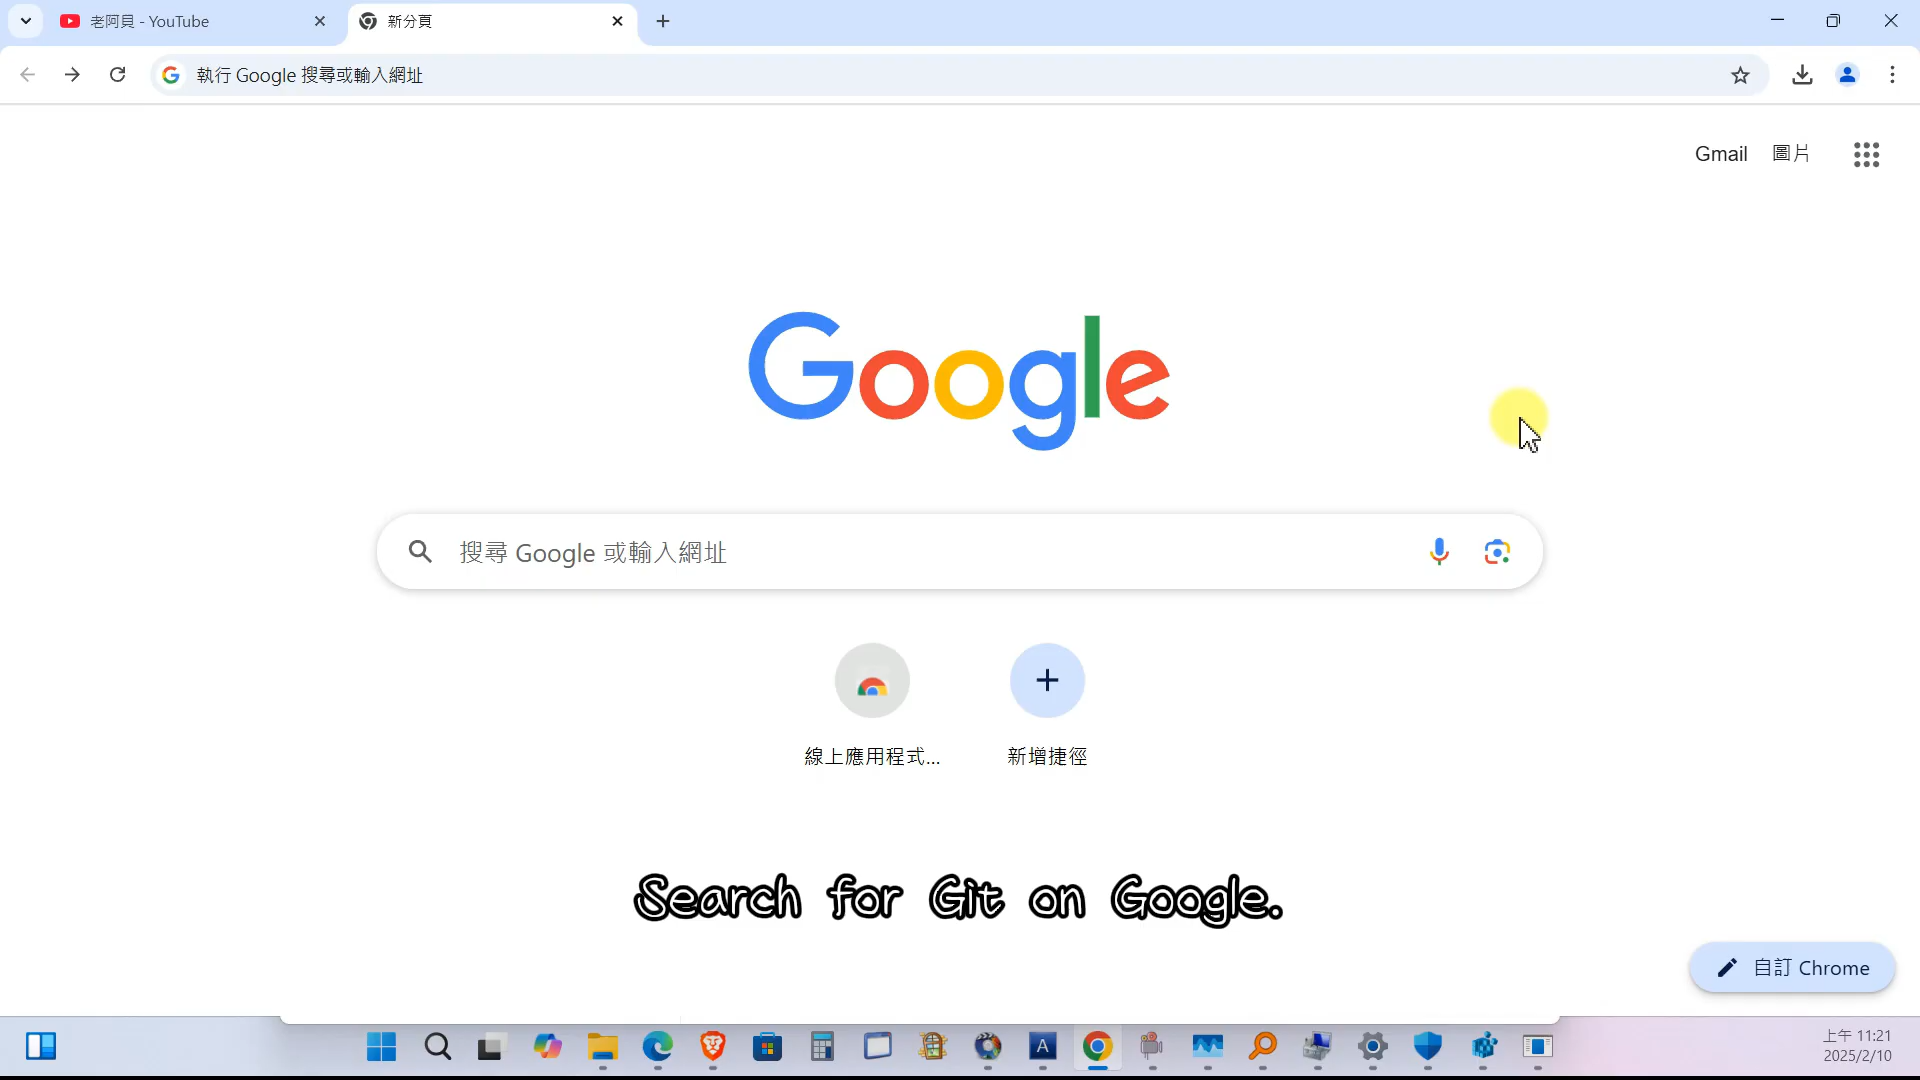 老阿貝 - YouTube
新分頁
執行 Google 搜尋或輸入網址
Gmail 圖片
Google
搜尋 Google 或輸入網址
線上應用程式...
新增捷徑
Search for Git on Google.
自訂 Chrome
上午 11:21
2025/2/10